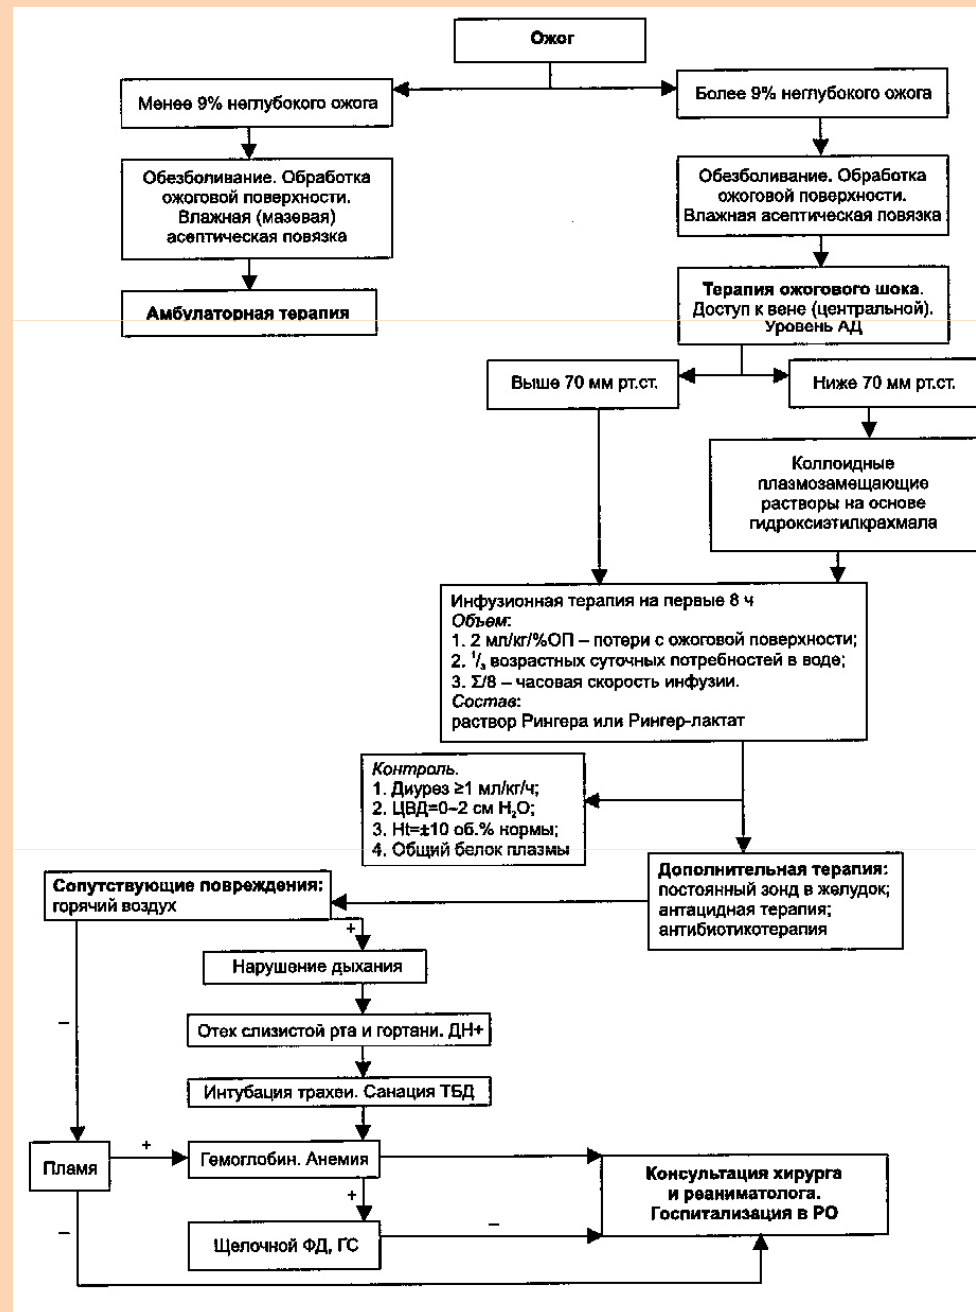 Ожог
Менее 9% неглубокого ожога
Более 9% неглубокого ожога
Обезболивание. Обработка
ожоговой поверхности.
Влажная (мазевая)
асептическая повязка
Обезболивание. Обработка
ожоговой поверхности.
Влажная асептическая повязка
Амбулаторная терапия
Терапия ожогового шока.
Доступ к вене (центральной).
Уровень АД
Выше 70 мм рт.ст.
Ниже 70 мм рт.ст.
Коллоидные
плазмозамещающие
растворы на основе
гидроксиэтилкрахмала
Инфузионная терапия на первые 8 ч
Объем:
1. 2 мл/кг/%ОП – потери с ожоговой поверхности;
2. 1/3 возрастных суточных потребностей в воде;
3. Σ/8 – часовая скорость инфузии.
Состав:
раствор Рингера или Рингер-лактат
Контроль.
1. Диурез ≥1 мл/кг/ч;
2. ЦВД=0–2 см H₂O;
3. Ht=±10 об.% нормы;
4. Общий белок плазмы
Дополнительная терапия:
постоянный зонд в желудок;
антацидная терапия;
антибиотикотерапия
Сопутствующие повреждения:
горячий воздух
+
Нарушение дыхания
–
Отек слизистой рта и гортани. ДН+
Интубация трахеи. Санация ТБД
Пламя
+
Гемоглобин. Анемия
Консультация хирурга
и реаниматолога.
Госпитализация в РО
+
–
–
Щелочной ФД, ГС